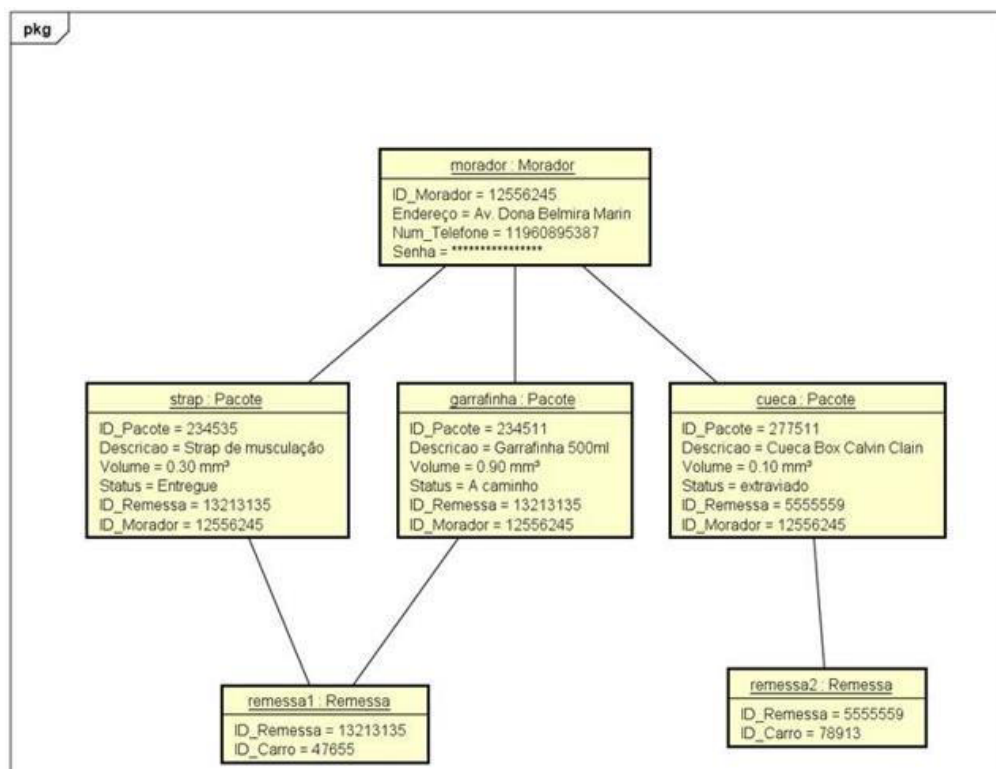 pkg
morador : Morador
ID_Morador = 12556245
Endereço = Av. Dona Belmira Marin
Num_Telefone = 11960895387
Senha = ****************
strap : Pacote
ID_Pacote = 234535
Descricao = Strap de musculação
Volume = 0.30 mm³
Status = Entregue
ID_Remessa = 13213135
ID_Morador = 12556245
garrafinha : Pacote
ID_Pacote = 234511
Descricao = Garrafinha 500ml
Volume = 0.90 mm³
Status = A caminho
ID_Remessa = 13213135
ID_Morador = 12556245
cueca : Pacote
ID_Pacote = 277511
Descricao = Cueca Box Calvin Clain
Volume = 0.10 mm³
Status = extraviado
ID_Remessa = 5555559
ID_Morador = 12556245
remessa1 : Remessa
ID_Remessa = 13213135
ID_Carro = 47655
remessa2 : Remessa
ID_Remessa = 5555559
ID_Carro = 78913